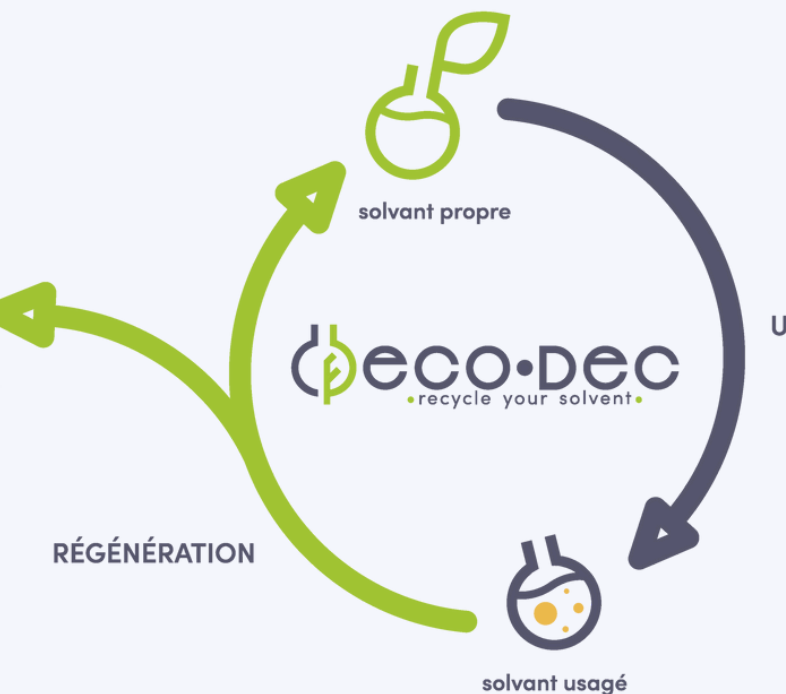 solvant propre
U
eco•Dec
•recycle your solvent•
RÉGÉNÉRATION
solvant usagé